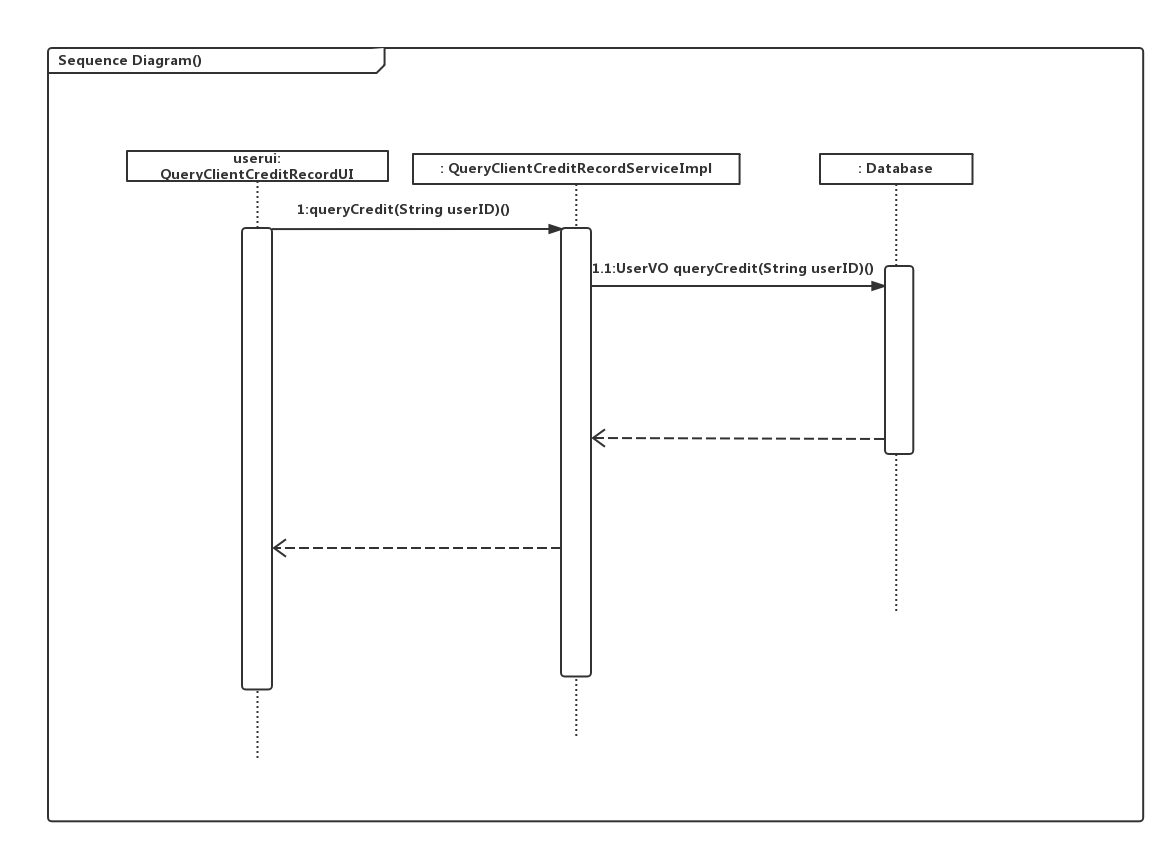 Sequence Diagram()
userui:
QueryClientCreditRecordUI
: QueryClientCreditRecordServiceImpl
: Database
1:queryCredit(String userID)()
1.1:UserVO queryCredit(String userID)()